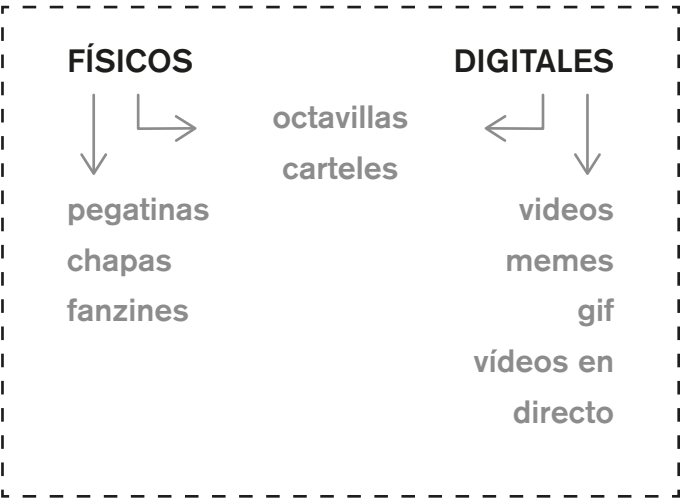 FÍSICOS
DIGITALES
octavillas
carteles
pegatinas
chapas
fanzines
videos
memes
gif
vídeos en
directo